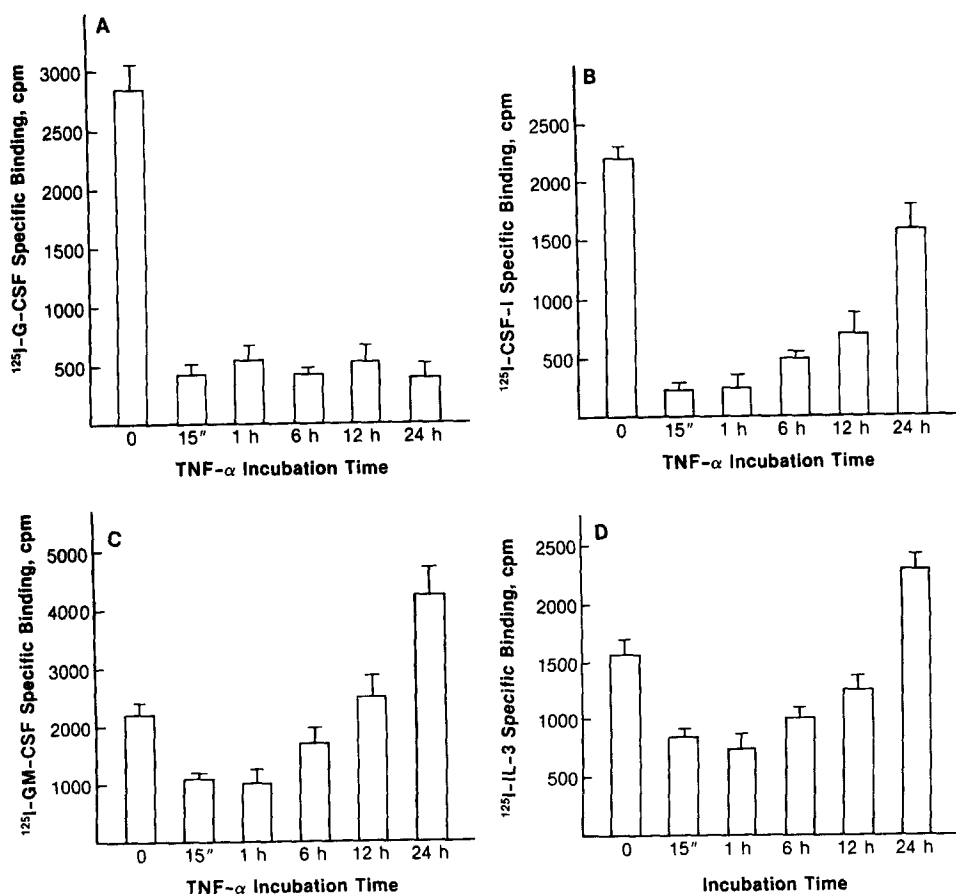 A
¹²⁵I-G-CSF Specific Binding, cpm
3000
2500
2000
1500
1000
500
0 15″ 1 h 6 h 12 h 24 h
TNF-α Incubation Time
B
¹²⁵I-CSF-I Specific Binding, cpm
2500
2000
1500
1000
500
0 15″ 1 h 6 h 12 h 24 h
TNF-α Incubation Time
C
¹²⁵I-GM-CSF Specific Binding, cpm
5000
4000
3000
2000
1000
0 15″ 1 h 6 h 12 h 24 h
TNF-α Incubation Time
D
¹²⁵I-IL-3 Specific Binding, cpm
2500
2000
1500
1000
500
0 15″ 1 h 6 h 12 h 24 h
Incubation Time